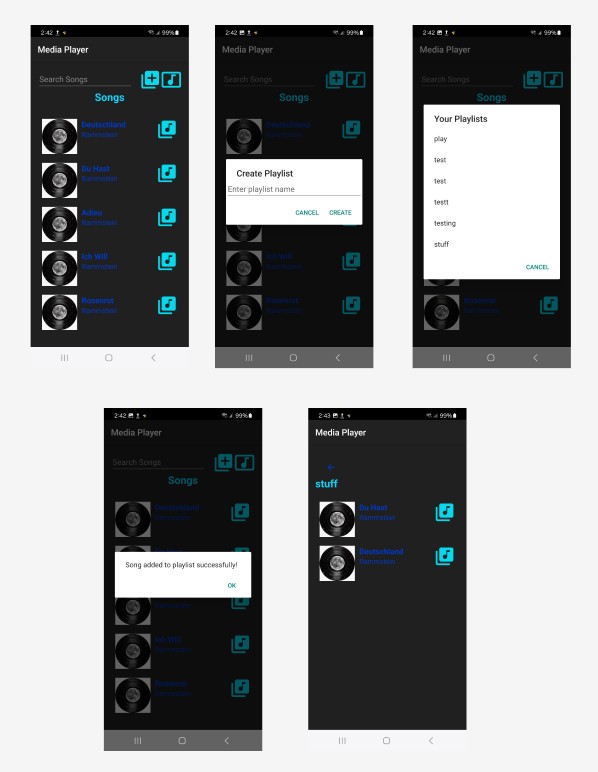 2:42 99%
Media Player
Search Songs
Songs
Deutschland
Rammstein
Du Hast
Rammstein
Adieu
Rammstein
Ich Will
Rammstein
Rosenrot
Rammstein
2:42 99%
Media Player
Search Songs
Songs
Deutschland
Rammstein
Create Playlist
Enter playlist name
CANCEL CREATE
Ich Will
Rammstein
Rosenrot
Rammstein
2:42 99%
Media Player
Search Songs
Songs
Your Playlists
play
test
test
testt
testing
stuff
CANCEL
Rosenrot
Rammstein
2:42 99%
Media Player
Search Songs
Songs
Deutschland
Rammstein
Song added to playlist successfully!
OK
Ich Will
Rammstein
Rosenrot
Rammstein
2:43 99%
Media Player
stuff
Du Hast
Rammstein
Deutschland
Rammstein